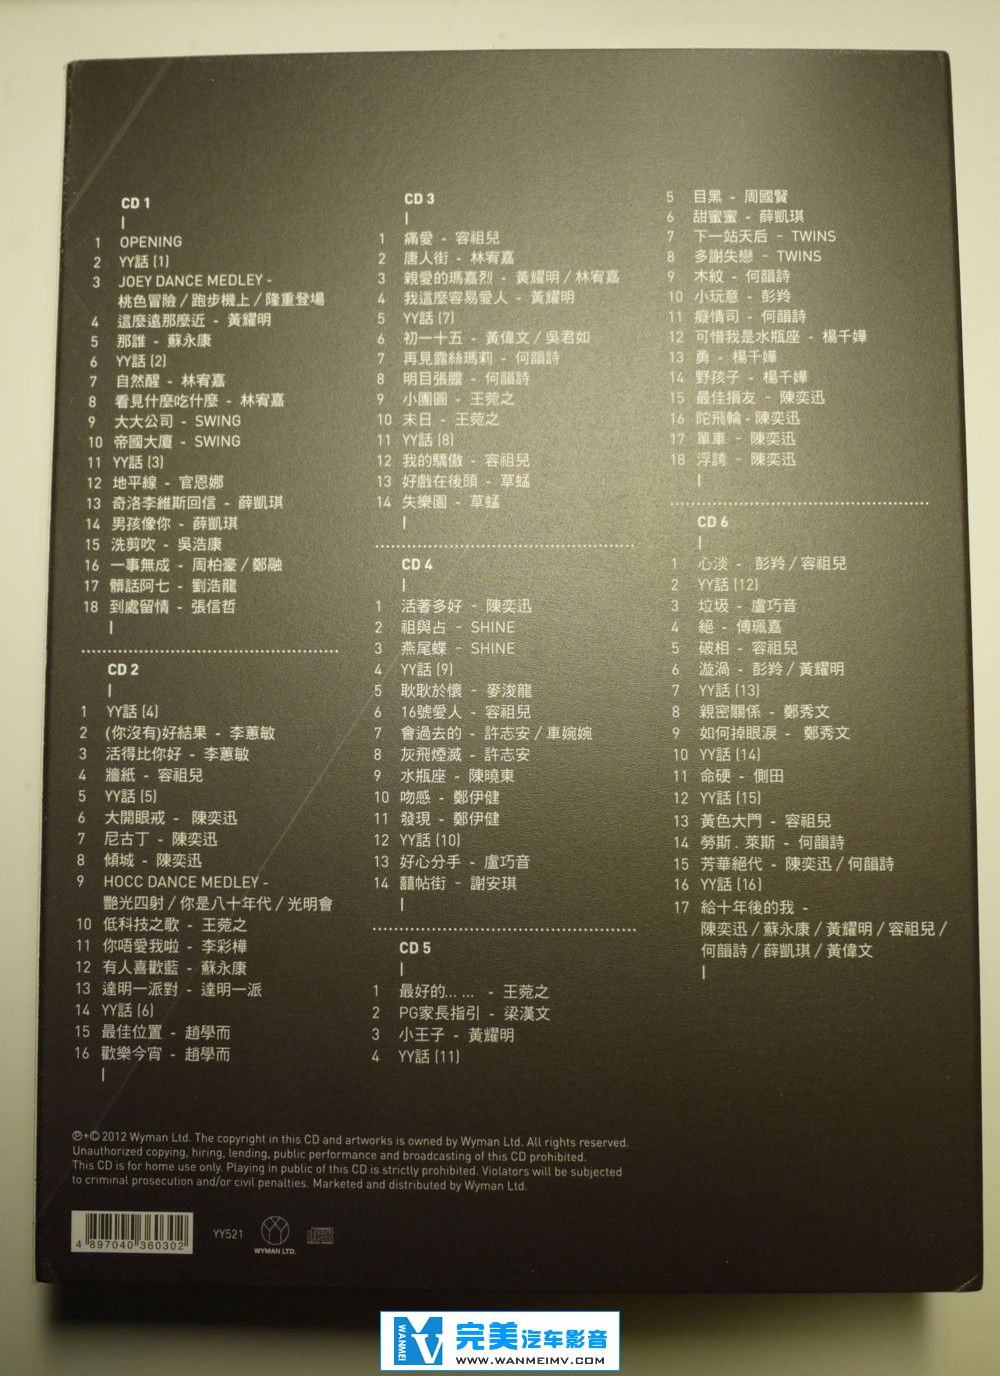 CD 1
1 OPENING
2 YY話 (1)
3 JOEY DANCE MEDLEY -
桃色冒險 / 跑步機上 / 隆重登場
4 這麼遠那麼近 - 黃耀明
5 那誰 - 蘇永康
6 YY話 (2)
7 自然醒 - 林宥嘉
8 看見什麼吃什麼 - 林宥嘉
9 大大公司 - SWING
10 帝國大廈 - SWING
11 YY話 (3)
12 地平線 - 官恩娜
13 奇洛李維斯回信 - 薛凱琪
14 男孩像你 - 薛凱琪
15 洗剪吹 - 吳浩康
16 一事無成 - 周柏豪 / 鄭融
17 髒話阿七 - 劉浩龍
18 到處留情 - 張信哲
CD 2
1 YY話 (4)
2 (你沒有)好結果 - 李蕙敏
3 活得比你好 - 李蕙敏
4 牆紙 - 容祖兒
5 YY話 (5)
6 大開眼戒 - 陳奕迅
7 尼古丁 - 陳奕迅
8 傾城 - 陳奕迅
9 HOCC DANCE MEDLEY -
艷光四射 / 你是八十年代 / 光明會
10 低科技之歌 - 王菀之
11 你唔愛我啦 - 李彩樺
12 有人喜歡藍 - 蘇永康
13 達明一派對 - 達明一派
14 YY話 (6)
15 最佳位置 - 趙學而
16 歡樂今宵 - 趙學而
CD 3
1 痛愛 - 容祖兒
2 唐人街 - 林宥嘉
3 親愛的瑪嘉烈 - 黃耀明 / 林宥嘉
4 我這麼容易愛人 - 黃耀明
5 YY話 (7)
6 初一十五 - 黃偉文 / 吳君如
7 再見露絲瑪莉 - 何韻詩
8 明目張膽 - 何韻詩
9 小團圓 - 王菀之
10 末日 - 王菀之
11 YY話 (8)
12 我的驕傲 - 容祖兒
13 好戲在後頭 - 草蜢
14 失樂園 - 草蜢
CD 4
1 活著多好 - 陳奕迅
2 祖與占 - SHINE
3 燕尾蝶 - SHINE
4 YY話 (9)
5 耿耿於懷 - 麥浚龍
6 16號愛人 - 容祖兒
7 會過去的 - 許志安 / 車婉婉
8 灰飛煙滅 - 許志安
9 水瓶座 - 陳曉東
10 吻感 - 鄭伊健
11 發現 - 鄭伊健
12 YY話 (10)
13 好心分手 - 盧巧音
14 囍帖街 - 謝安琪
CD 5
1 最好的... ... - 王菀之
2 PG家長指引 - 梁漢文
3 小王子 - 黃耀明
4 YY話 (11)
5 目黑 - 周國賢
6 甜蜜蜜 - 薛凱琪
7 下一站天后 - TWINS
8 多謝失戀 - TWINS
9 木紋 - 何韻詩
10 小玩意 - 彭羚
11 癡情司 - 何韻詩
12 可惜我是水瓶座 - 楊千嬅
13 勇 - 楊千嬅
14 野孩子 - 楊千嬅
15 最佳損友 - 陳奕迅
16 陀飛輪 - 陳奕迅
17 單車 - 陳奕迅
18 浮誇 - 陳奕迅
CD 6
1 心淡 - 彭羚 / 容祖兒
2 YY話 (12)
3 垃圾 - 盧巧音
4 絕 - 傅珮嘉
5 破相 - 容祖兒
6 漩渦 - 彭羚 / 黃耀明
7 YY話 (13)
8 親密關係 - 鄭秀文
9 如何掉眼淚 - 鄭秀文
10 YY話 (14)
11 命硬 - 側田
12 YY話 (15)
13 黃色大門 - 容祖兒
14 勞斯.萊斯 - 何韻詩
15 芳華絕代 - 陳奕迅 / 何韻詩
16 YY話 (16)
17 給十年後的我 -
陳奕迅 / 蘇永康 / 黃耀明 / 容祖兒 /
何韻詩 / 薛凱琪 / 黃偉文
℗+© 2012 Wyman Ltd. The copyright in this CD and artworks is owned by Wyman Ltd. All rights reserved.
Unauthorized copying, hiring, lending, public performance and broadcasting of this CD prohibited.
This CD is for home use only. Playing in public of this CD is strictly prohibited. Violators will be subjected
to criminal prosecution and/or civil penalties. Marketed and distributed by Wyman Ltd.
4 897040 360302
YY521
WYMAN LTD.
WANMEI
MV
完美汽车影音
WWW.WANMEIMV.COM